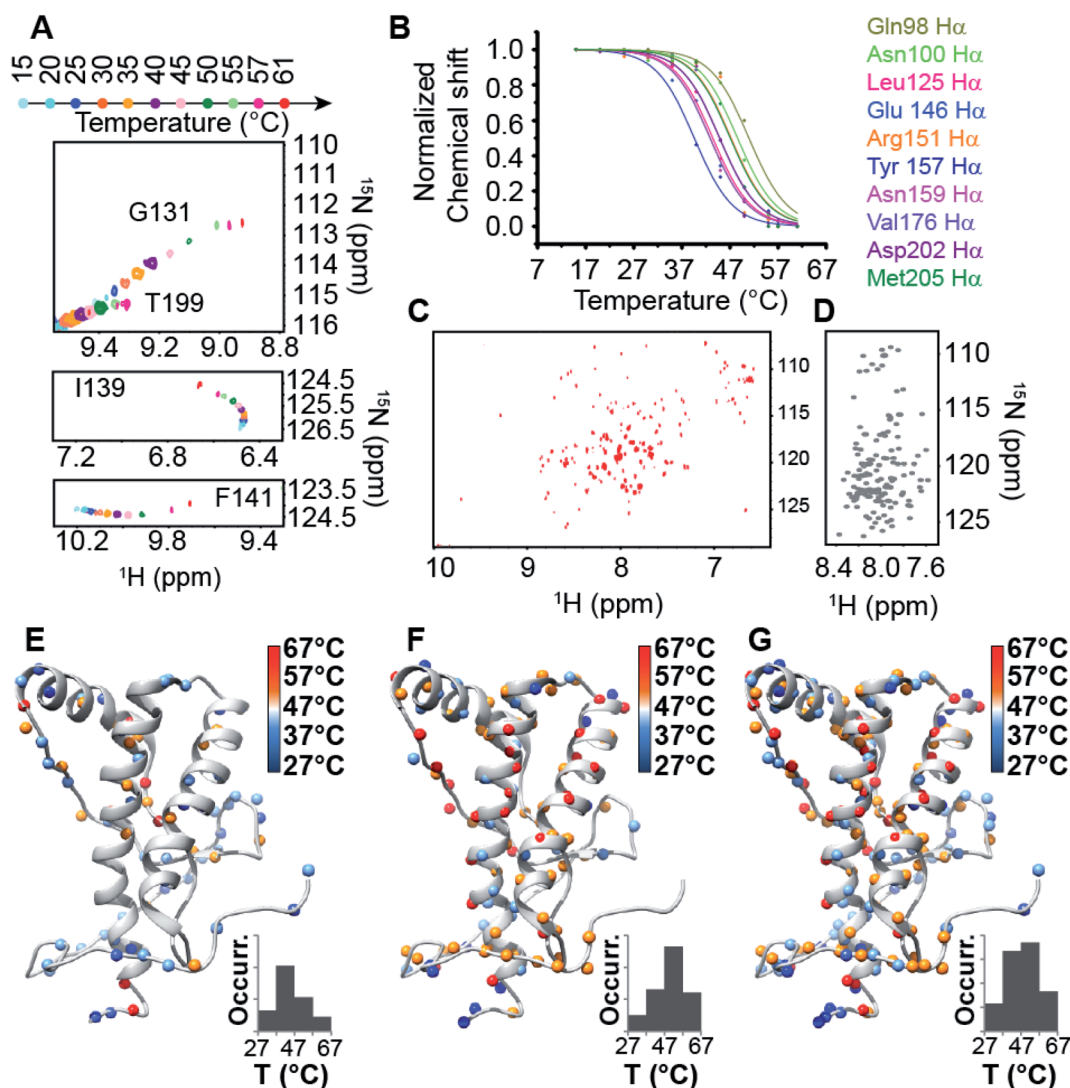 A
15 20 25 30 35 40 45 50 55 57 61
Temperature (°C)
110
111
112
113
114
115
116
G131
T199
9.4 9.2 9.0 8.8
¹⁵N (ppm)
I139
124.5
125.5
126.5
7.2 6.8 6.4
F141
123.5
124.5
10.2 9.8 9.4
¹⁵N (ppm)
¹H (ppm)
B
Normalized
Chemical shift
1.0
0.8
0.6
0.4
0.2
0.0
7 17 27 37 47 57 67
Temperature (°C)
Gln98 Hα
Asn100 Hα
Leu125 Hα
Glu 146 Hα
Arg151 Hα
Tyr 157 Hα
Asn159 Hα
Val176 Hα
Asp202 Hα
Met205 Hα
C
110
115
120
125
10 9 8 7
¹H (ppm)
¹⁵N (ppm)
D
110
115
120
125
8.4 8.0 7.6
¹H (ppm)
¹⁵N (ppm)
E
67°C
57°C
47°C
37°C
27°C
Occurr.
27 47 67
T (°C)
F
67°C
57°C
47°C
37°C
27°C
Occurr.
27 47 67
T (°C)
G
67°C
57°C
47°C
37°C
27°C
Occurr.
27 47 67
T (°C)